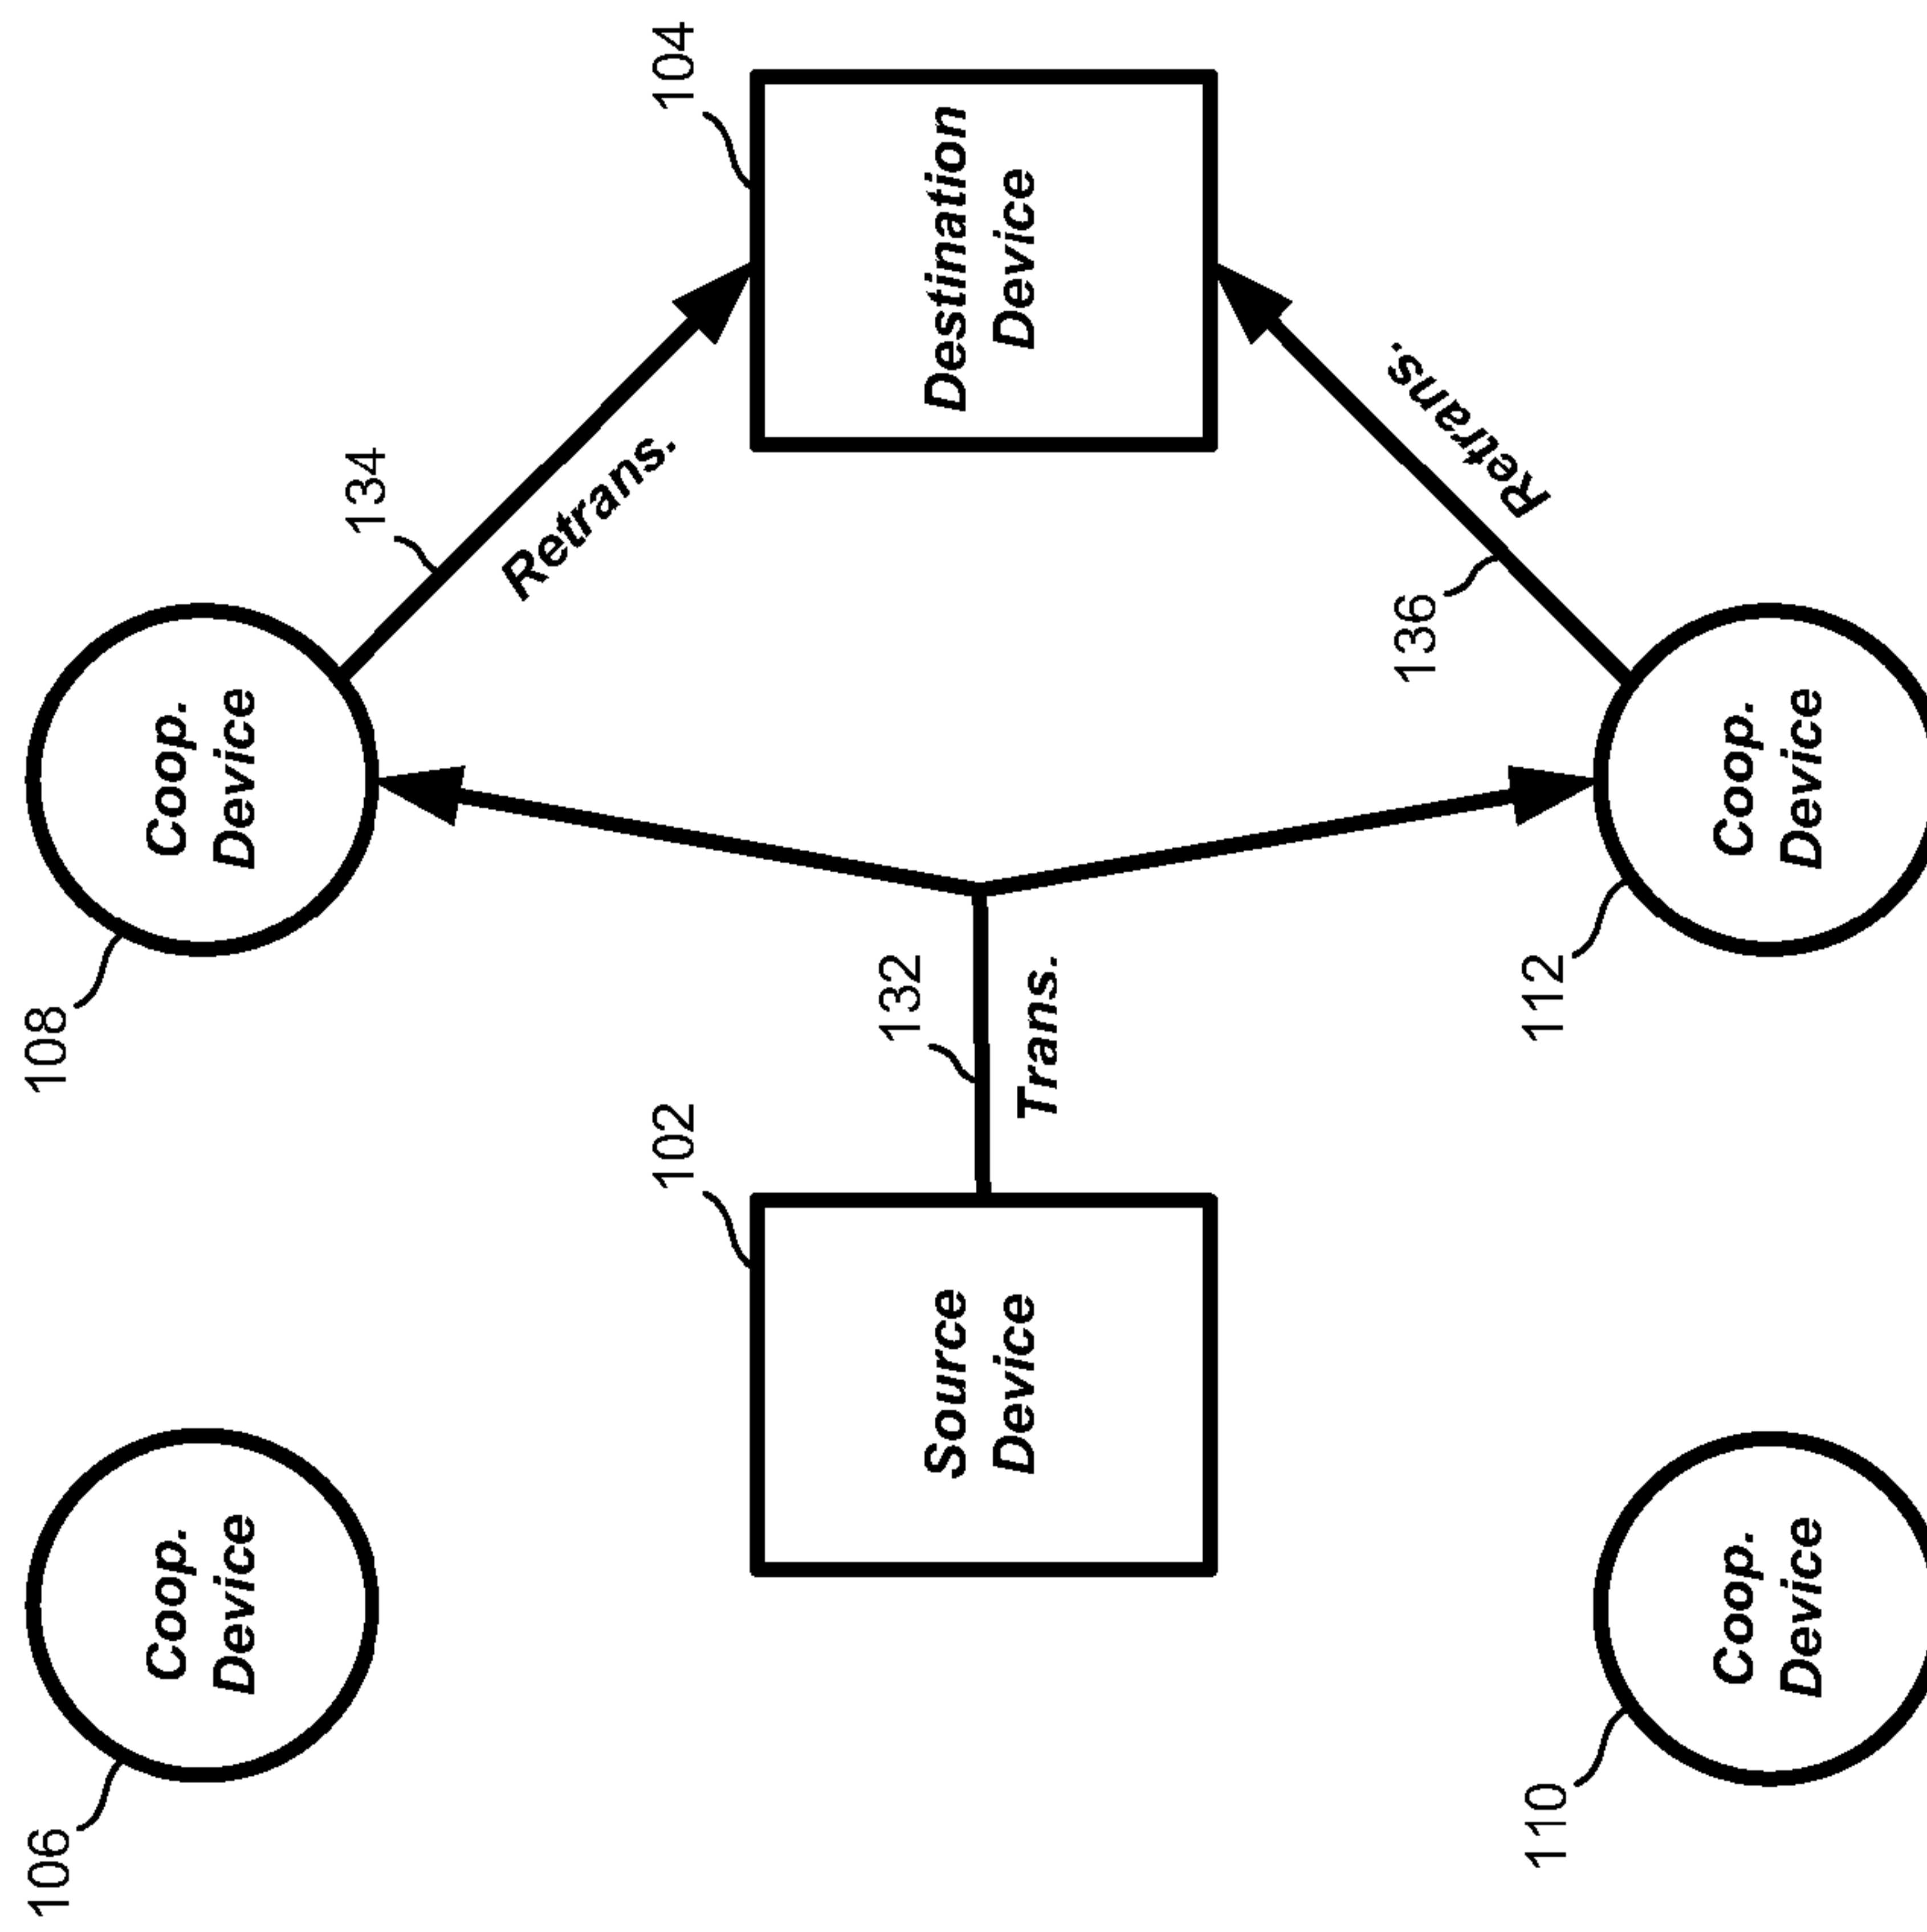 106
Coop.
Device
108
Coop.
Device
134
Retrans.
102
Source
Device
132
Trans.
104
Destination
Device
136
Retrans.
110
Coop.
Device
112
Coop.
Device